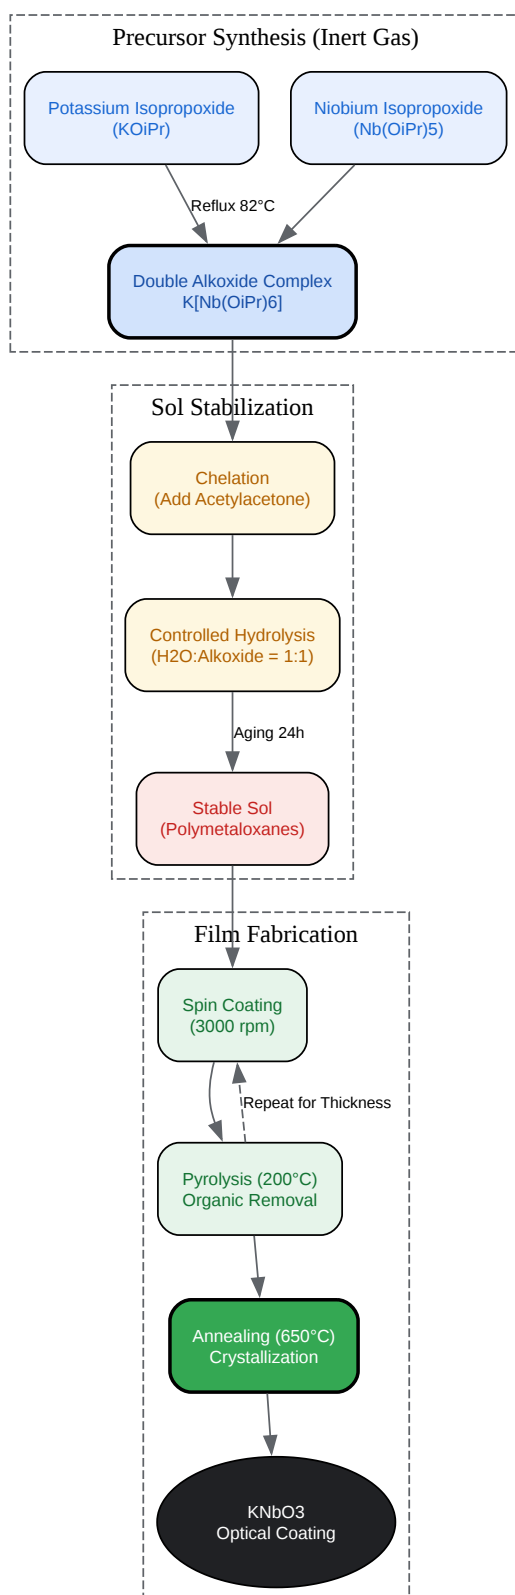 Precursor Synthesis (Inert Gas)
Potassium Isopropoxide
(KOiPr)
Niobium Isopropoxide
(Nb(OiPr)5)
Reflux 82°C
Double Alkoxide Complex
K[Nb(OiPr)6]
Sol Stabilization
Chelation
(Add Acetylacetone)
Controlled Hydrolysis
(H2O:Alkoxide = 1:1)
Aging 24h
Stable Sol
(Polymetaloxanes)
Film Fabrication
Spin Coating
(3000 rpm)
Repeat for Thickness
Pyrolysis (200°C)
Organic Removal
Annealing (650°C)
Crystallization
KNbO3
Optical Coating